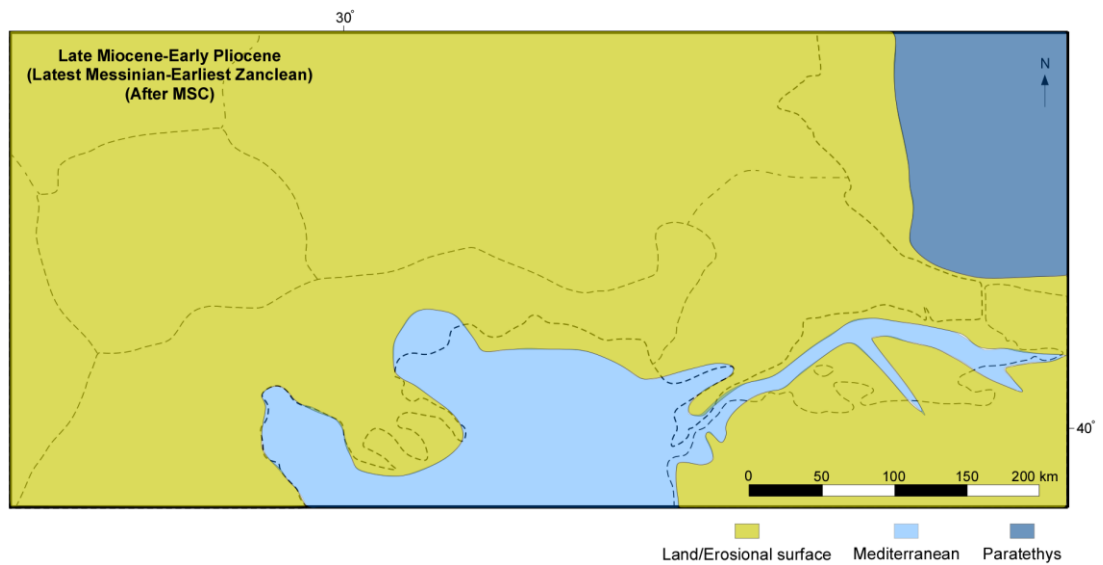 30°
Late Miocene-Early Pliocene
(Latest Messinian-Earliest Zanclean)
(After MSC)
N
40°
0 50 100 150 200 km
Land/Erosional surface Mediterranean Paratethys